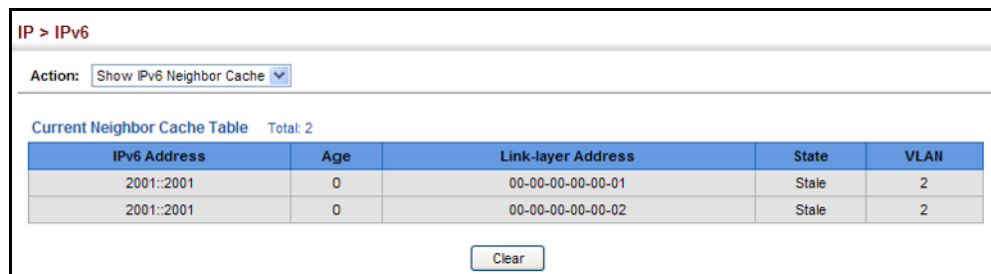 IP > IPv6
Action: Show IPv6 Neighbor Cache
Current Neighbor Cache Table Total: 2
IPv6 Address Age Link-layer Address State VLAN
2001::2001 0 00-00-00-00-00-01 Stale 2
2001::2001 0 00-00-00-00-00-02 Stale 2
Clear